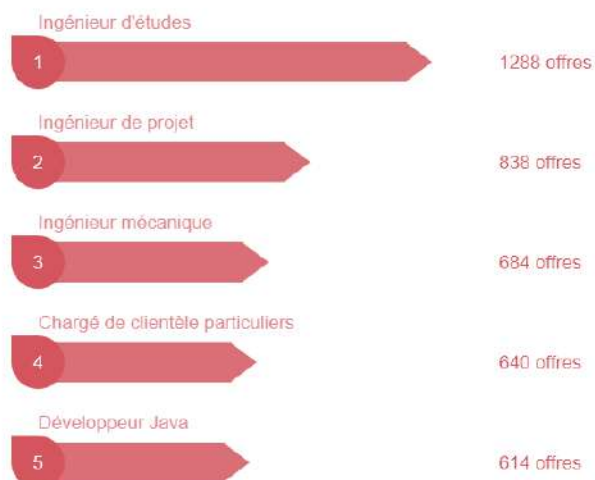 Ingénieur d'études
1 1288 offres
Ingénieur de projet
2 838 offres
Ingénieur mécanique
3 684 offres
Chargé de clientèle particuliers
4 640 offres
Développeur Java
5 614 offres